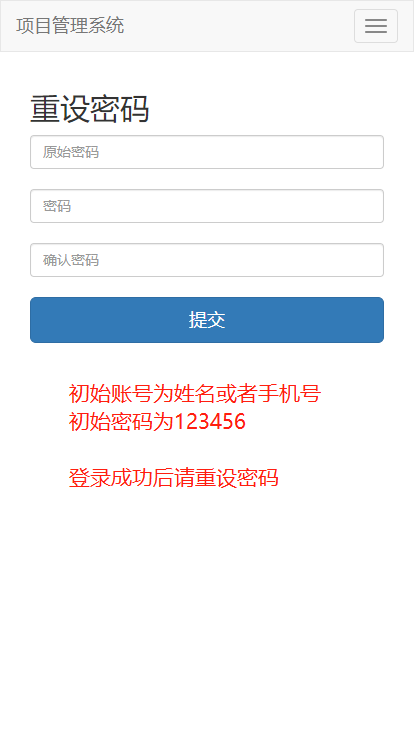 项目管理系统
重设密码
原始密码
密码
确认密码
提交
初始账号为姓名或者手机号
初始密码为123456
登录成功后请重设密码